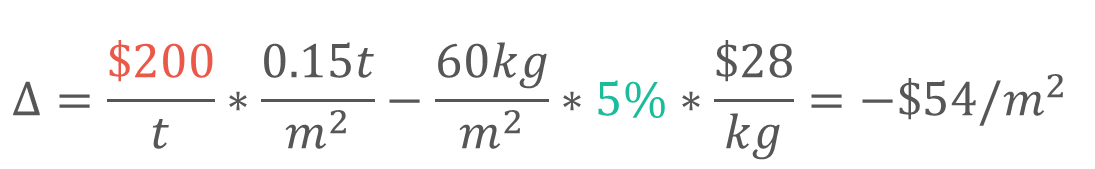 Δ = $200/t * 0.15t/m² − 60kg/m² * 5% * $28/kg = −$54/m²